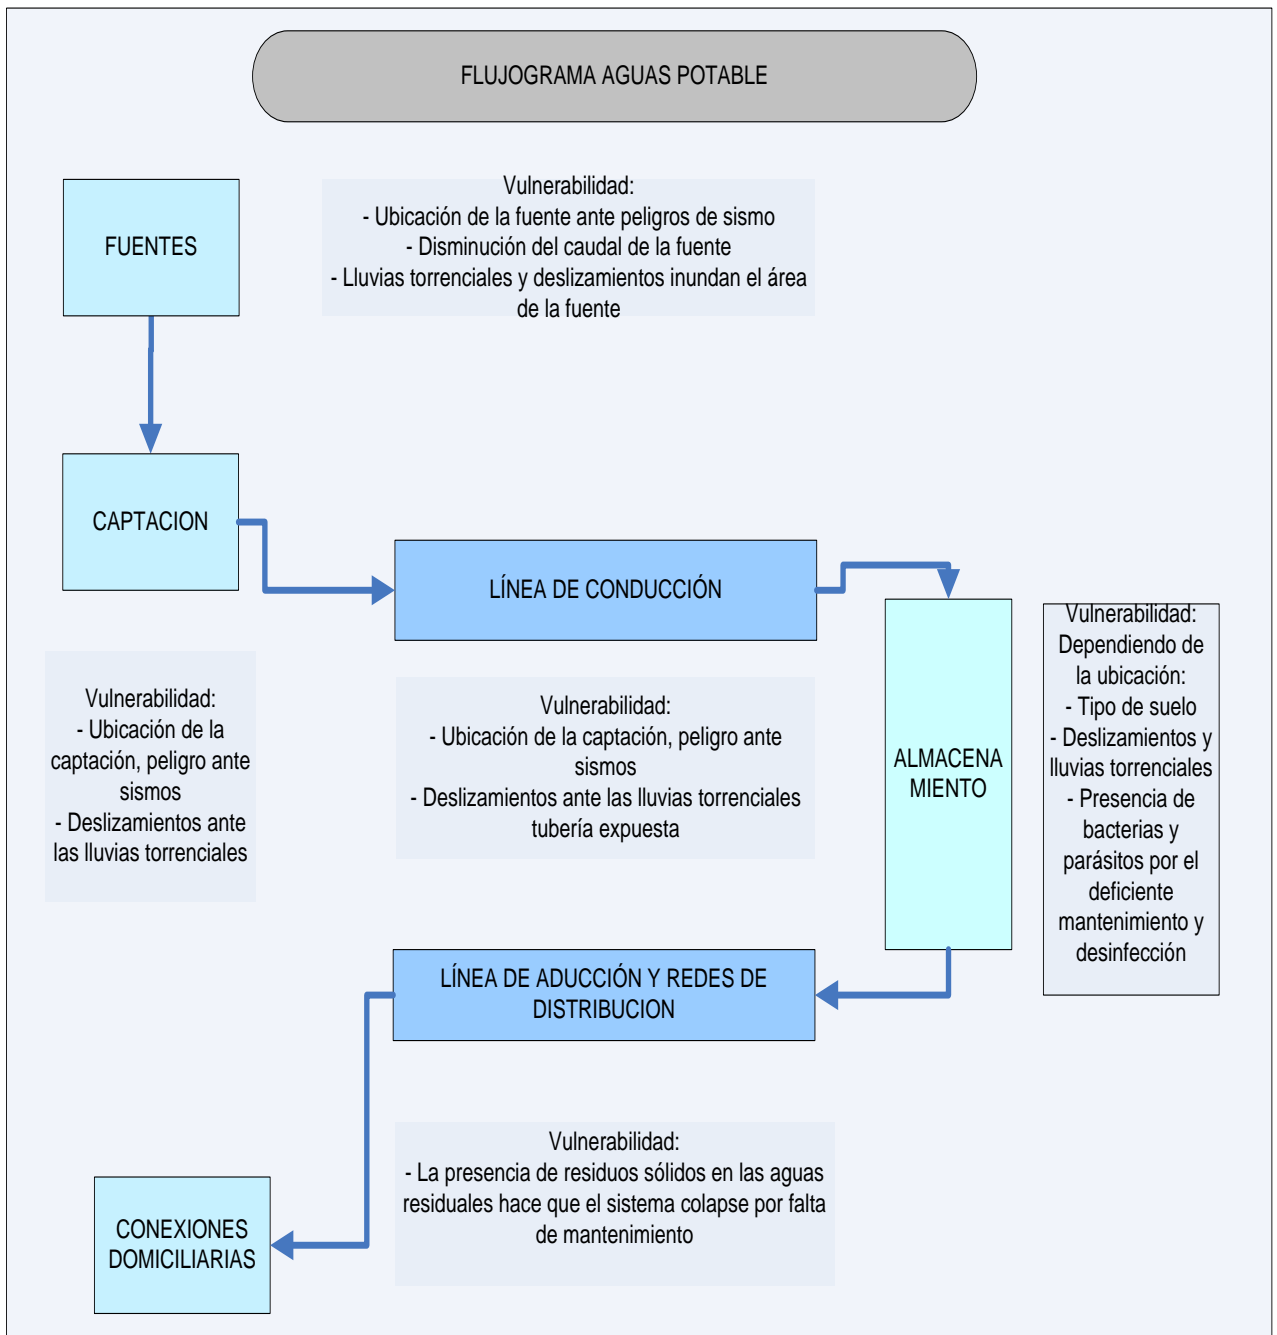 FLUJOGRAMA AGUAS POTABLE
FUENTES
Vulnerabilidad:
- Ubicación de la fuente ante peligros de sismo
- Disminución del caudal de la fuente
- Lluvias torrenciales y deslizamientos inundan el área
de la fuente
CAPTACION
LÍNEA DE CONDUCCIÓN
Vulnerabilidad:
- Ubicación de la
captación, peligro ante
sismos
- Deslizamientos ante
las lluvias torrenciales
Vulnerabilidad:
- Ubicación de la captación, peligro ante
sismos
- Deslizamientos ante las lluvias torrenciales
tubería expuesta
ALMACENA
MIENTO
Vulnerabilidad:
Dependiendo de
la ubicación:
- Tipo de suelo
- Deslizamientos y
lluvias torrenciales
- Presencia de
bacterias y
parásitos por el
deficiente
mantenimiento y
desinfección
LÍNEA DE ADUCCIÓN Y REDES DE
DISTRIBUCION
Vulnerabilidad:
- La presencia de residuos sólidos en las aguas
residuales hace que el sistema colapse por falta
de mantenimiento
CONEXIONES
DOMICILIARIAS